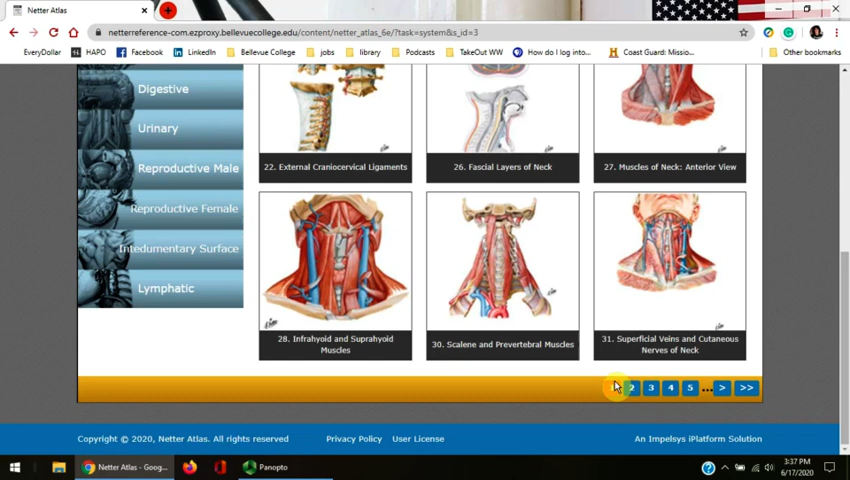 Netter Atlas
netterreference-com.ezproxy.bellevuecollege.edu/content/netter_atlas_6e/?task=system&s_id=3
EveryDollar
HAPO
Facebook
LinkedIn
Bellevue College
jobs
library
Podcasts
TakeOut WW
How do I log into...
Coast Guard: Missio...
Other bookmarks
Digestive
Urinary
Reproductive Male
Reproductive Female
Intedumentary Surface
Lymphatic
22. External Craniocervical Ligaments
26. Fascial Layers of Neck
27. Muscles of Neck: Anterior View
28. Infrahyoid and Suprahyoid
Muscles
30. Scalene and Prevertebral Muscles
31. Superficial Veins and Cutaneous
Nerves of Neck
1 2 3 4 5 ... > >>
Copyright © 2020, Netter Atlas. All rights reserved
Privacy Policy
User License
An Impelsys iPlatform Solution
Netter Atlas - Goog...
Panopto
3:37 PM
6/17/2020